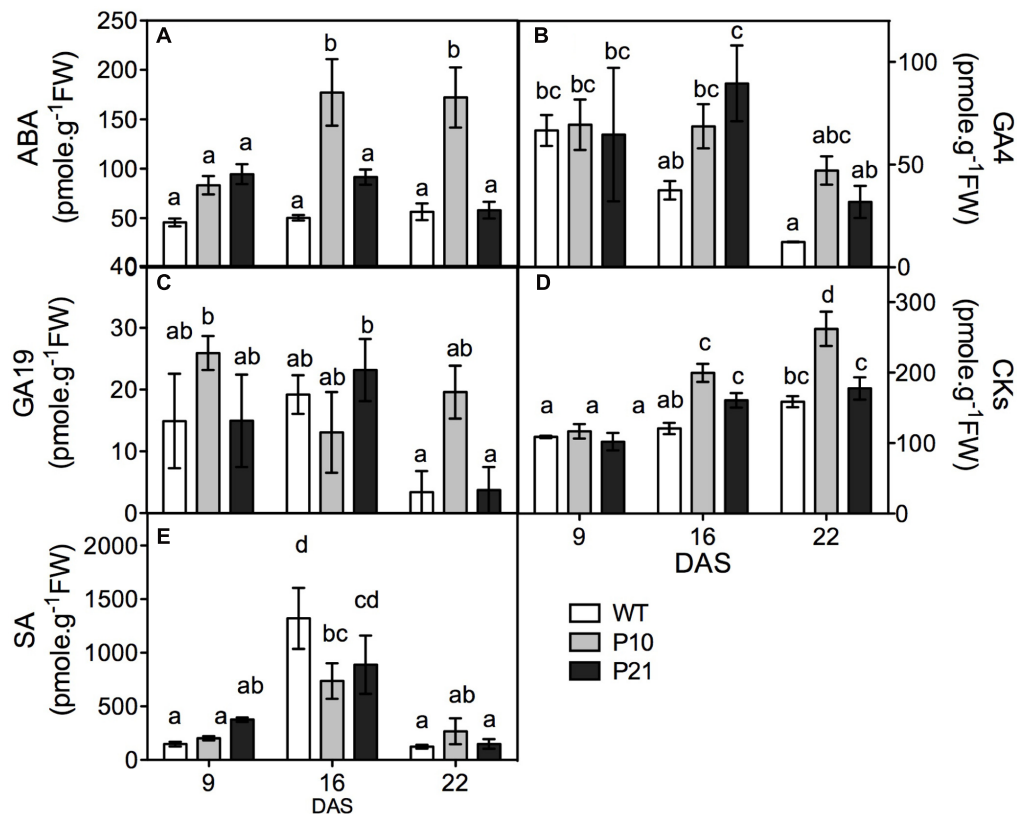 A
250
200
150
100
50
0
ABA
(pmole.g-1FW)
a a a
a b a
a b a
B
100
50
0
GA4
(pmole.g-1FW)
bc bc bc
ab bc c
a abc ab
C
40
30
20
10
0
GA19
(pmole.g-1FW)
ab b ab
ab ab b
a ab a
D
300
200
100
0
CKs
(pmole.g-1FW)
a a a
ab c c
bc d c
9 16 22
DAS
E
2000
1500
1000
500
0
SA
(pmole.g-1FW)
a a ab
d bc cd
a ab a
9 16 22
DAS
WT
P10
P21